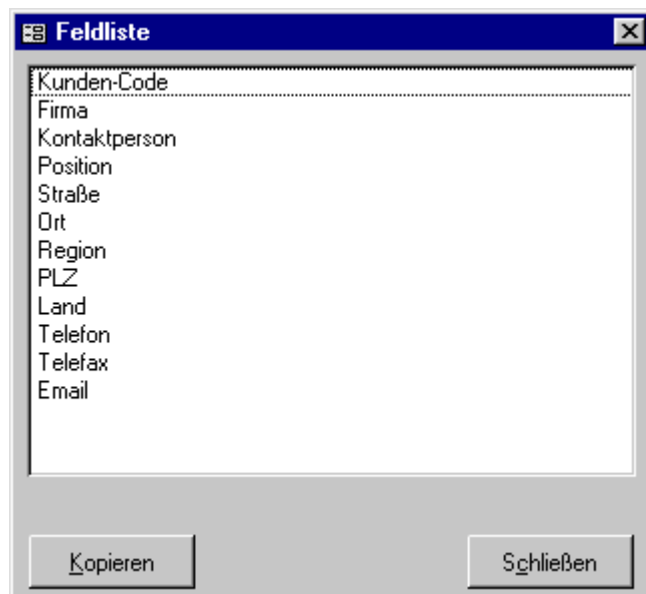 Feldliste
Kunden-Code
Firma
Kontaktperson
Position
Straße
Ort
Region
PLZ
Land
Telefon
Telefax
Email
Kopieren
Schließen